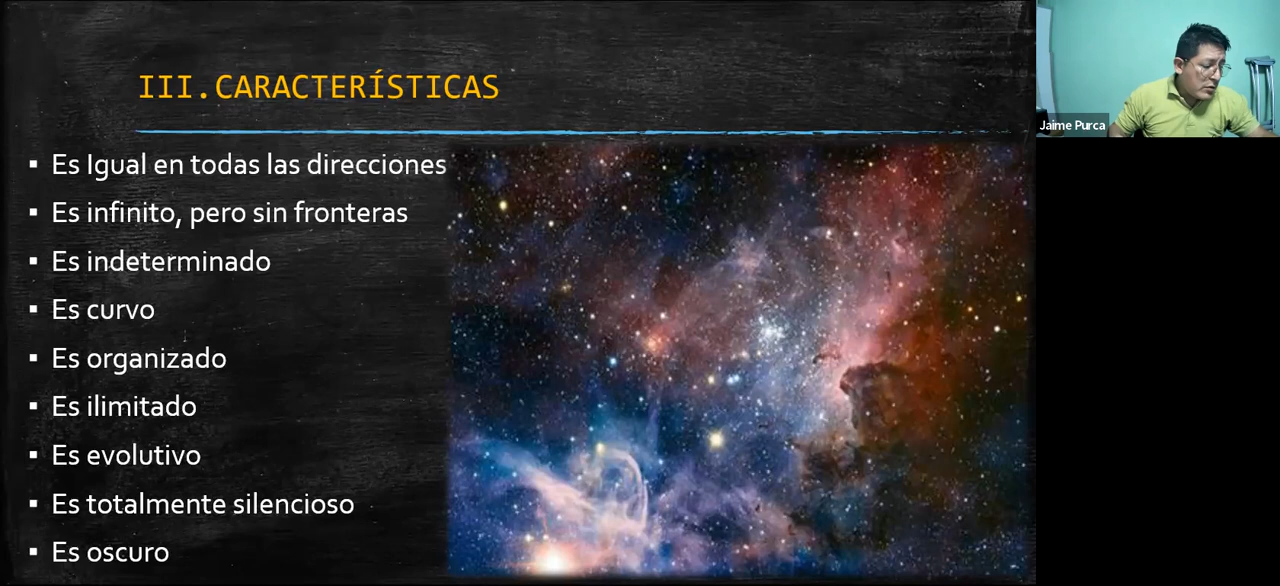 III.CARACTERÍSTICAS
▪ Es Igual en todas las direcciones
▪ Es infinito, pero sin fronteras
▪ Es indeterminado
▪ Es curvo
▪ Es organizado
▪ Es ilimitado
▪ Es evolutivo
▪ Es totalmente silencioso
▪ Es oscuro
Jaime Purca